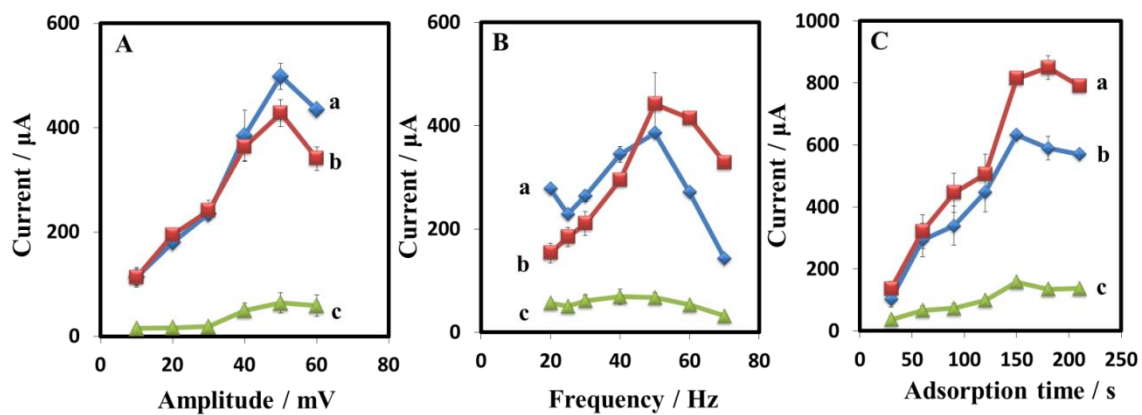 A
600
400
200
0
0 20 40 60 80
Current / µA
Amplitude / mV
a
b
c
B
600
400
200
0
0 20 40 60 80
Current / µA
Frequency / Hz
a
b
c
C
1000
800
600
400
200
0
0 50 100 150 200 250
Current / µA
Adsorption time / s
a
b
c